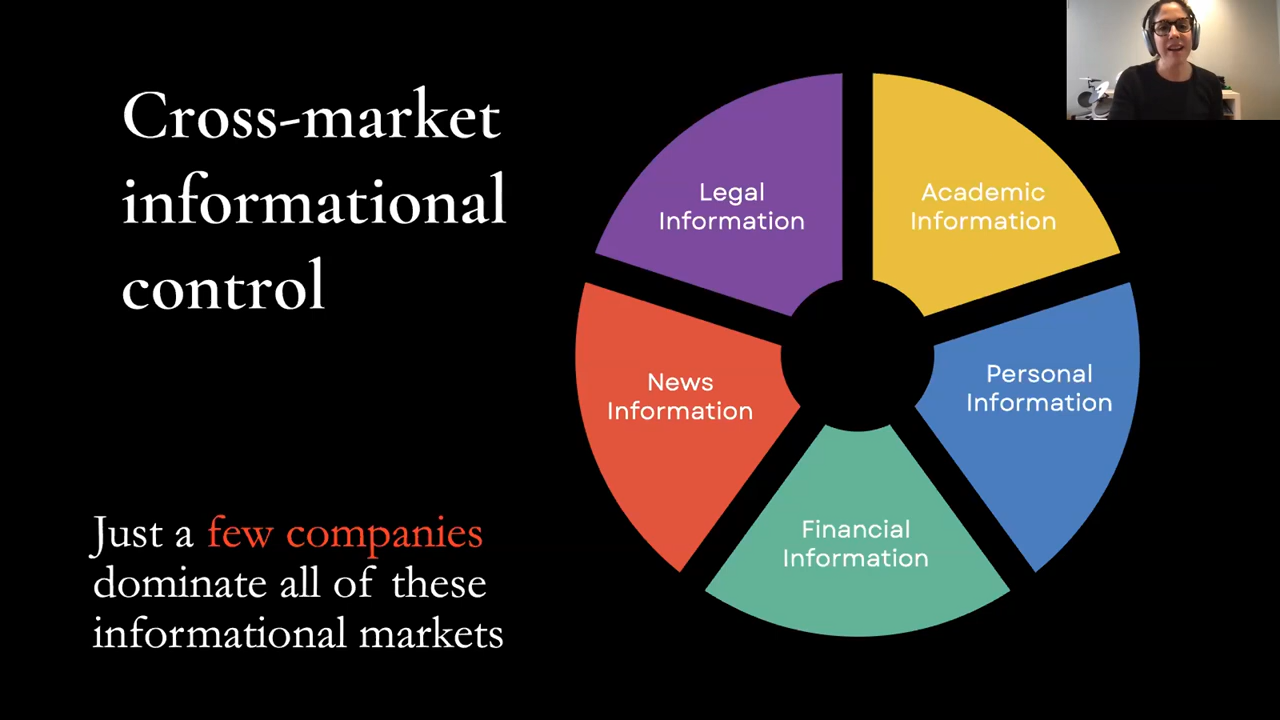 Cross-market
informational
control
Just a few companies
dominate all of these
informational markets
Legal
Information
Academic
Information
News
Information
Personal
Information
Financial
Information